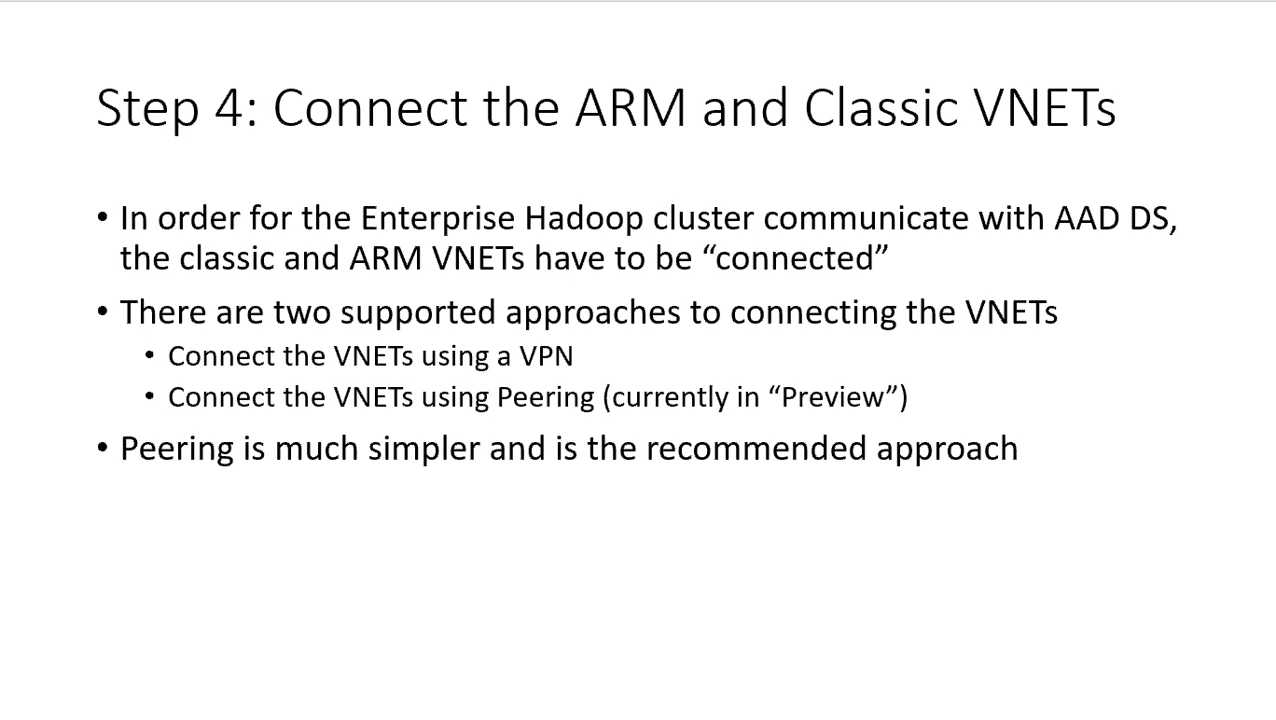 Step 4: Connect the ARM and Classic VNETs
• In order for the Enterprise Hadoop cluster communicate with AAD DS,
the classic and ARM VNETs have to be “connected”
• There are two supported approaches to connecting the VNETs
• Connect the VNETs using a VPN
• Connect the VNETs using Peering (currently in “Preview”)
• Peering is much simpler and is the recommended approach